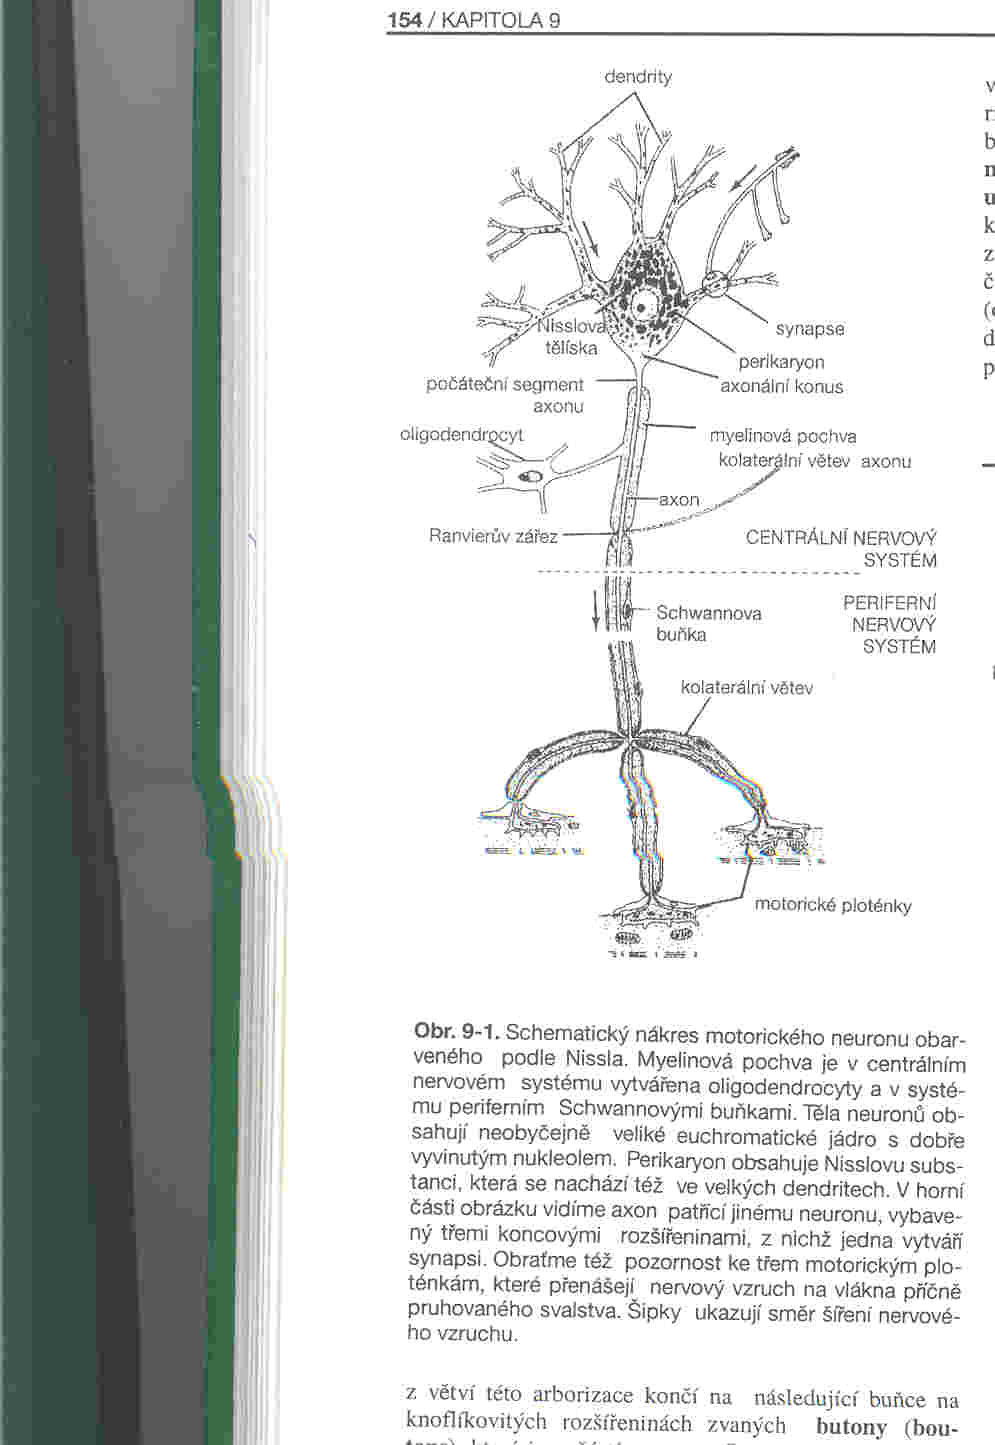 154 / KAPITOLA 9
dendrity
Nisslova
tělíska
synapse
perikaryon
počáteční segment
axonu
axonální konus
oligodendrocyt
myelinová pochva
kolaterální větev axonu
axon
Ranvierův zářez
CENTRÁLNÍ NERVOVÝ
SYSTÉM
Schwannova
buňka
PERIFERNÍ
NERVOVÝ
SYSTÉM
kolaterální větev
motorické ploténky
Obr. 9-1. Schematický nákres motorického neuronu obar-
veného podle Nissla. Myelinová pochva je v centrálním
nervovém systému vytvářena oligodendrocyty a v systé-
mu periferním Schwannovými buňkami. Těla neuronů ob-
sahují neobyčejně veliké euchromatické jádro s dobře
vyvinutým nukleolem. Perikaryon obsahuje Nisslovu subs-
tanci, která se nachází též ve velkých dendritech. V horní
části obrázku vidíme axon patřící jinému neuronu, vybave-
ný třemi koncovými rozšířeninami, z nichž jedna vytváří
synapsi. Obraťme též pozornost ke třem motorickým plo-
ténkám, které přenášejí nervový vzruch na vlákna příčně
pruhovaného svalstva. Šipky ukazují směr šíření nervové-
ho vzruchu.
z větví této arborizace končí na následující buňce na
knoflíkovitých rozšířeninách zvaných butony (bou-